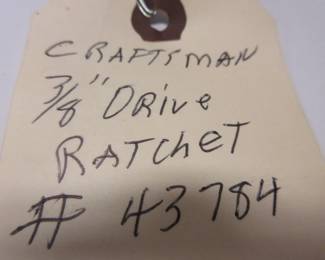 CRAFTSMAN
3/8" DRive
RATCHET
# 43784